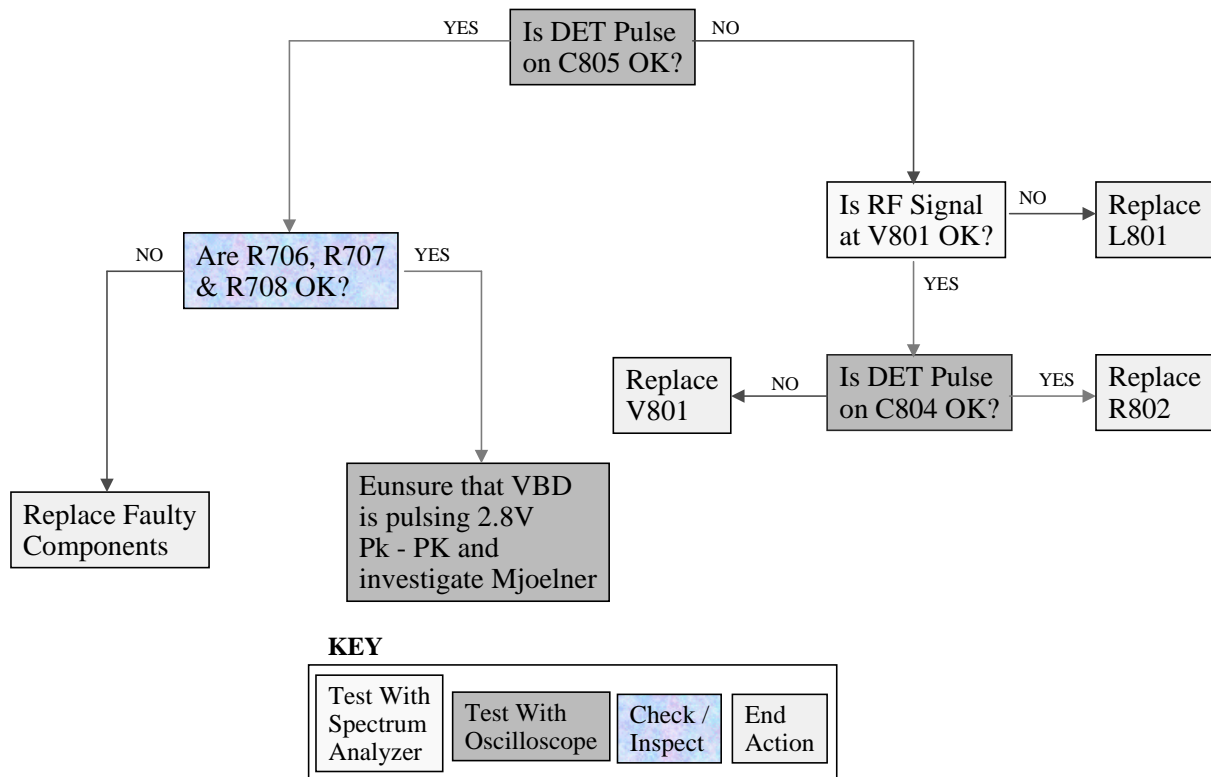 YES
Is DET Pulse
on C805 OK?
NO
Is RF Signal
at V801 OK?
NO
Replace
L801
NO
Are R706, R707
& R708 OK?
YES
YES
Replace
V801
NO
Is DET Pulse
on C804 OK?
YES
Replace
R802
Replace Faulty
Components
Eunsure that VBD
is pulsing 2.8V
Pk - PK and
investigate Mjoelner
KEY
Test With
Spectrum
Analyzer
Test With
Oscilloscope
Check /
Inspect
End
Action